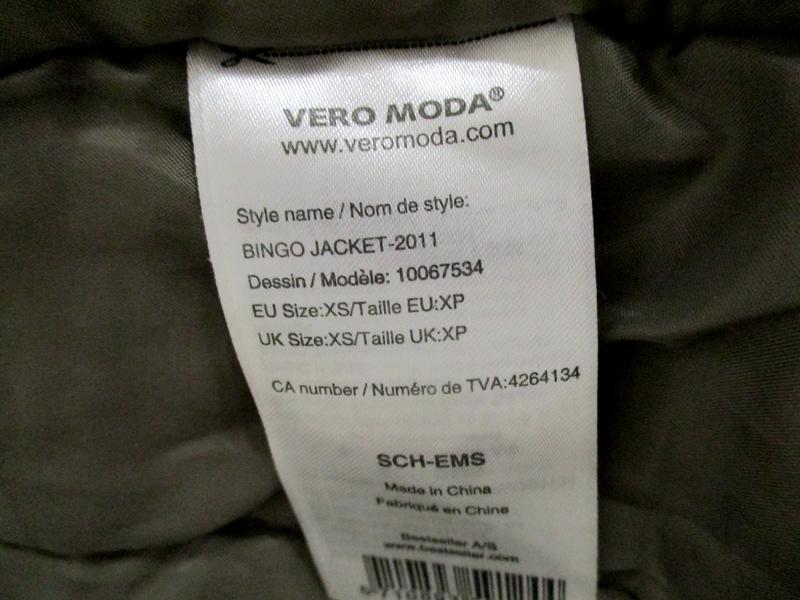 VERO MODA®
www.veromoda.com
Style name / Nom de style:
BINGO JACKET-2011
Dessin / Modèle: 10067534
EU Size:XS/Taille EU:XP
UK Size:XS/Taille UK:XP
CA number / Numéro de TVA:4264134
SCH-EMS
Made in China
Fabriqué en Chine
Bestseller A/S
www.bestseller.com